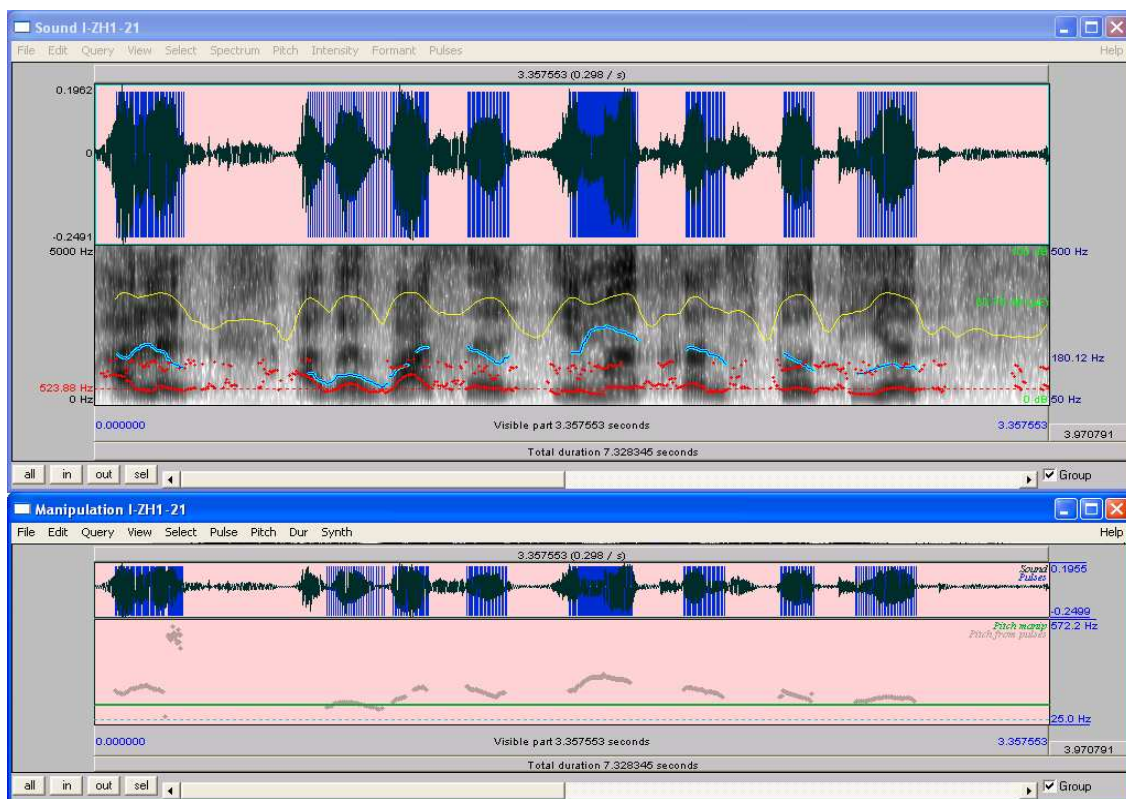 Sound I-ZH1-21
File Edit Query View Select Spectrum Pitch Intensity Formant Pulses Help
3.357553 (0.298 / s)
0.1962
0
-0.2491
5000 Hz
500 Hz
180.12 Hz
523.88 Hz
0 Hz
0 dB
50 Hz
0.000000
Visible part 3.357553 seconds
3.357553
3.970791
Total duration 7.328345 seconds
all in out sel Group
Manipulation I-ZH1-21
File Edit Query View Select Pulse Pitch Dur Synth Help
3.357553 (0.298 / s)
Sound
Pulses
0.1955
-0.2499
Pitch manip
Pitch from pulses
572.2 Hz
25.0 Hz
0.000000
Visible part 3.357553 seconds
3.357553
3.970791
Total duration 7.328345 seconds
all in out sel Group